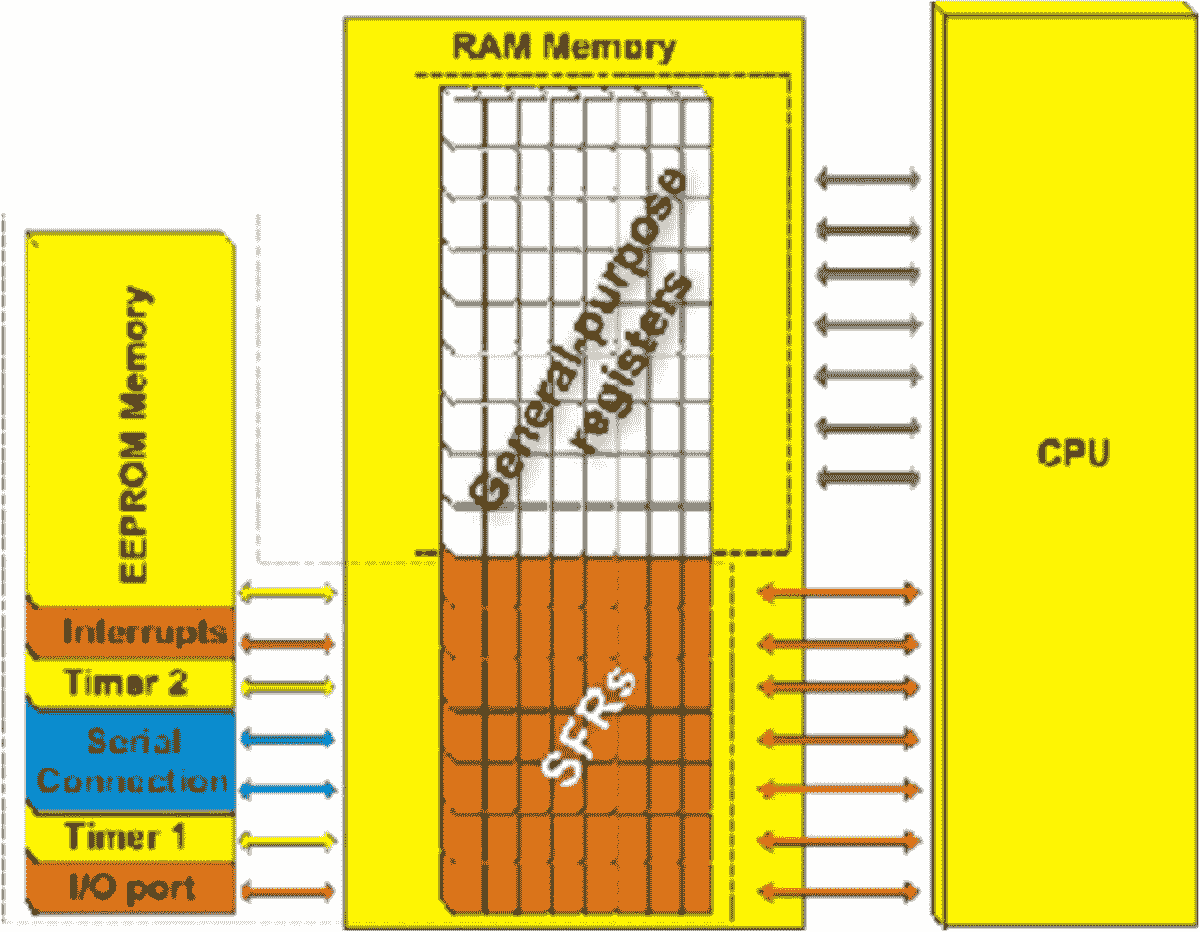 RAM Memory
General-purpose
registers
EEPROM Memory
CPU
Interrupts
Timer 2
Serial
Connection
Timer 1
I/O port
SFRs